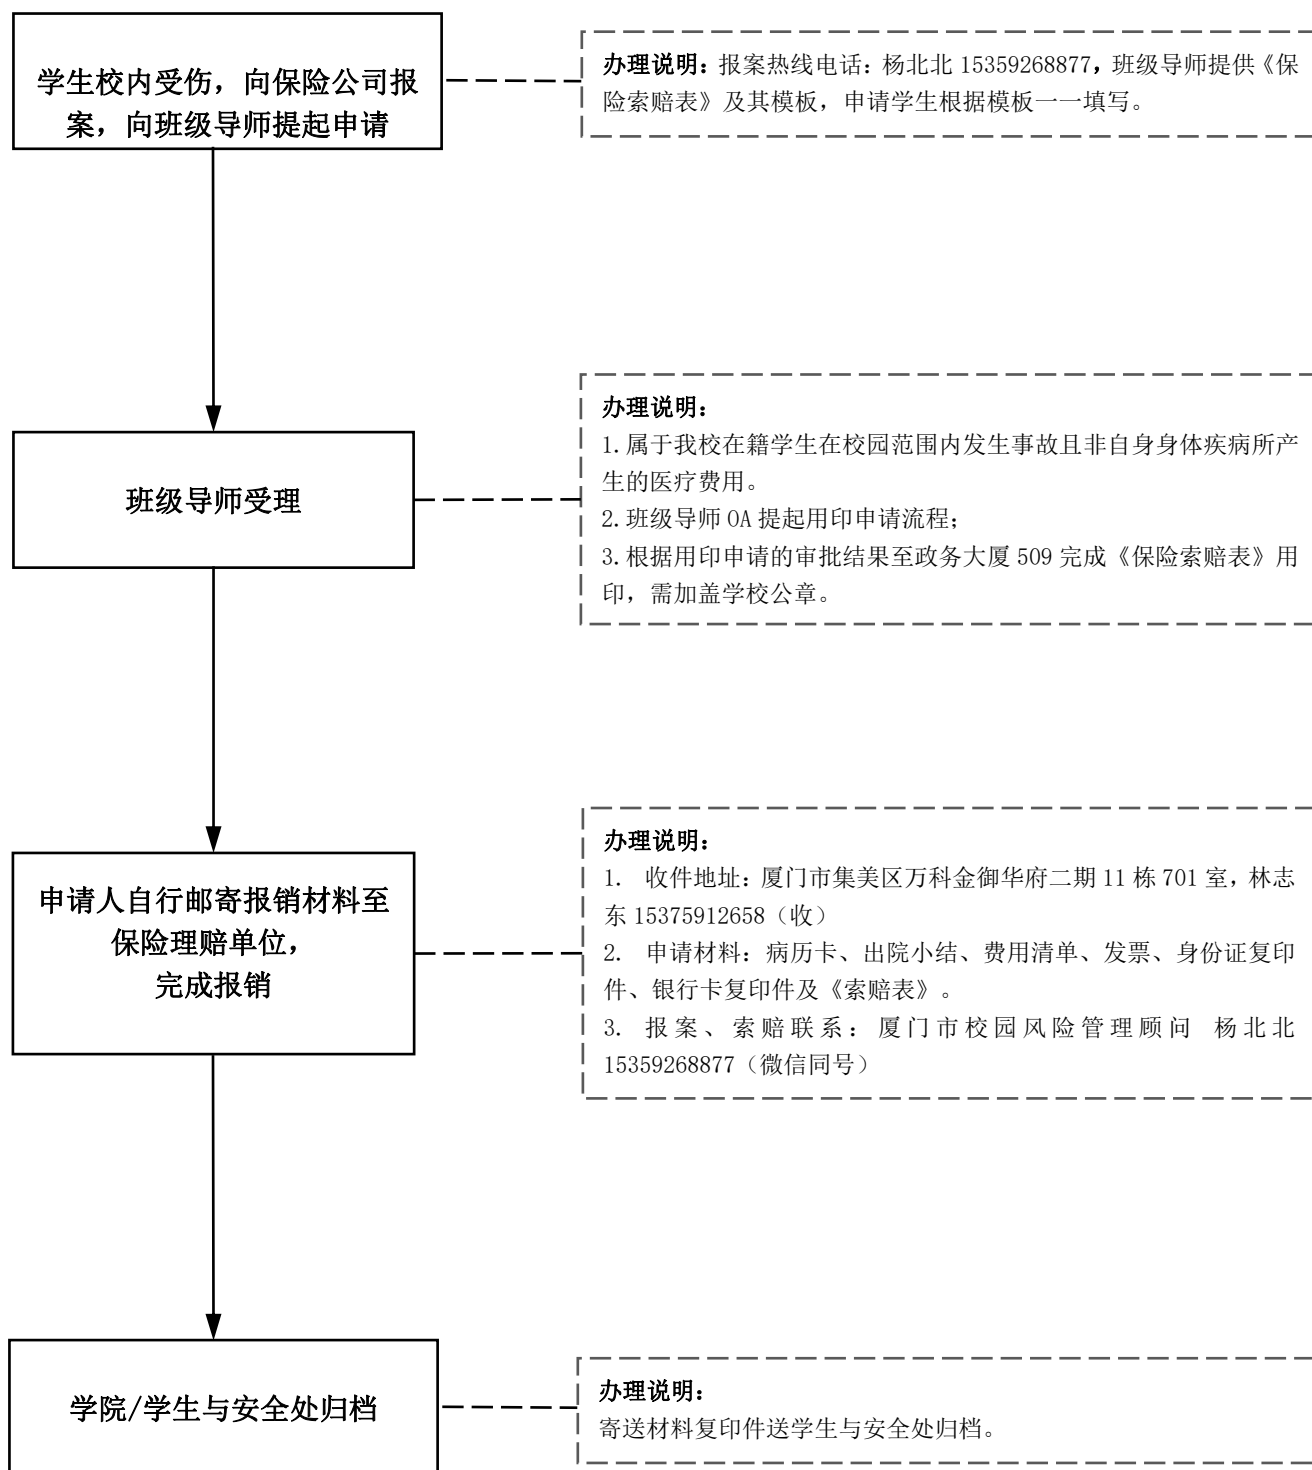 学生校内受伤，向保险公司报
案，向班级导师提起申请
办理说明：报案热线电话：杨北北 15359268877，班级导师提供《保
险索赔表》及其模板，申请学生根据模板一一填写。
班级导师受理
办理说明：
1.属于我校在籍学生在校园范围内发生事故且非自身身体疾病所产
生的医疗费用。
2.班级导师 OA 提起用印申请流程；
3.根据用印申请的审批结果至政务大厦 509 完成《保险索赔表》用
印，需加盖学校公章。
申请人自行邮寄报销材料至
保险理赔单位，
完成报销
办理说明：
1. 收件地址：厦门市集美区万科金御华府二期 11 栋 701 室，林志
东 15375912658（收）
2. 申请材料：病历卡、出院小结、费用清单、发票、身份证复印
件、银行卡复印件及《索赔表》。
3. 报案、索赔联系：厦门市校园风险管理顾问 杨北北
15359268877（微信同号）
学院/学生与安全处归档
办理说明：
寄送材料复印件送学生与安全处归档。